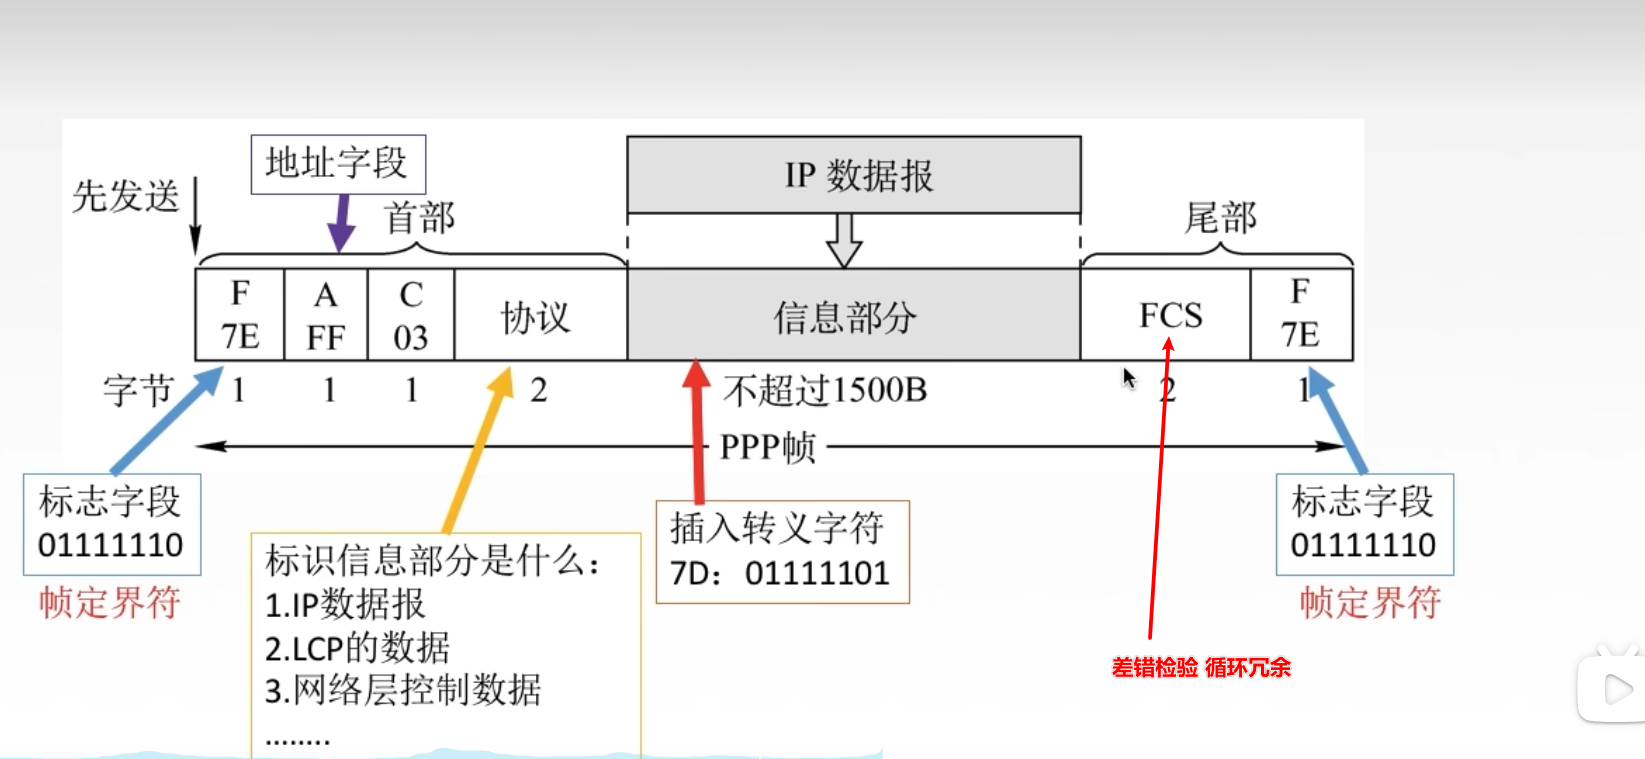 地址字段
IP 数据报
先发送
首部
尾部
F
7E
A
FF
C
03
协议
信息部分
FCS
F
7E
字节
1
1
1
2
不超过1500B
2
1
PPP帧
标志字段
01111110
帧定界符
标识信息部分是什么：
1.IP数据报
2.LCP的数据
3.网络层控制数据
........
插入转义字符
7D：01111101
标志字段
01111110
帧定界符
差错检验 循环冗余